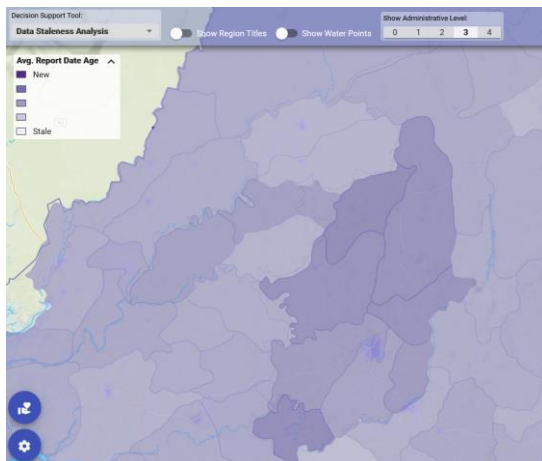 Decision Support Tool:
Data Staleness Analysis
Show Region Titles
Show Water Points
Show Administrative Level:
0 1 2 3 4
Avg. Report Date Age
New
Stale